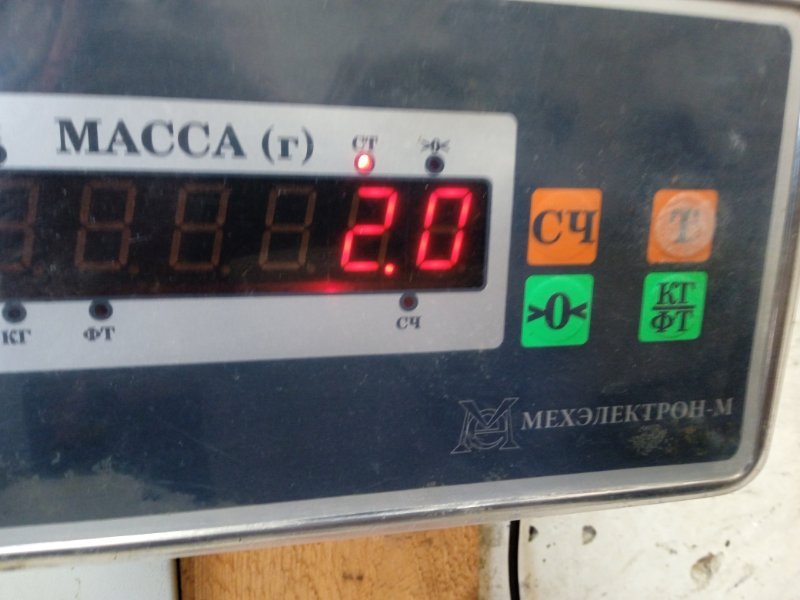 МАССА (г)
СТ
>0<
2.0
СЧ
Т
>0<
КГ
ФТ
КГ
ФТ
СЧ
МЕХЭЛЕКТРОН-М